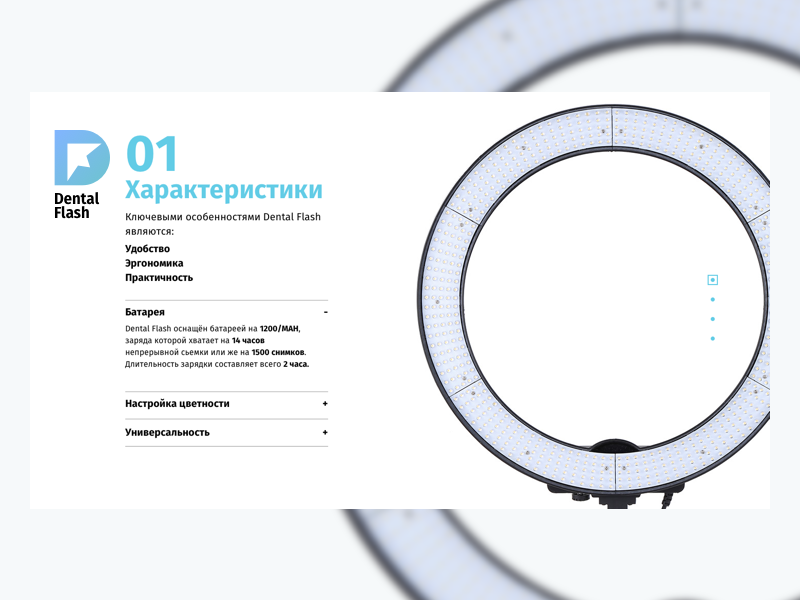 Dental
Flash
01
Характеристики
Ключевыми особенностями Dental Flash
являются:
Удобство
Эргономика
Практичность
Батарея -
Dental Flash оснащён батареей на 1200/МАН,
заряда которой хватает на 14 часов
непрерывной сьемки или же на 1500 снимков.
Длительность зарядки составляет всего 2 часа.
Настройка цветности +
Универсальность +